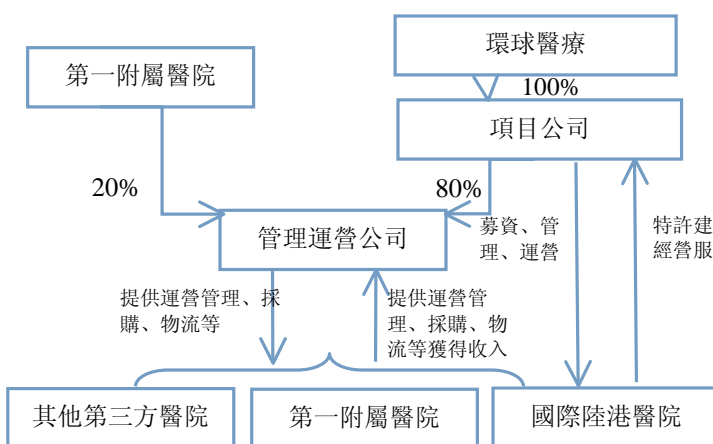 環球醫療
第一附屬醫院
100%
項目公司
20%
80%
管理運營公司
募資、管
理、運營
特許建
經營服
提供運營管理、採
購、物流等
提供運營管
理、採購、物
流等獲得收入
其他第三方醫院
第一附屬醫院
國際陸港醫院